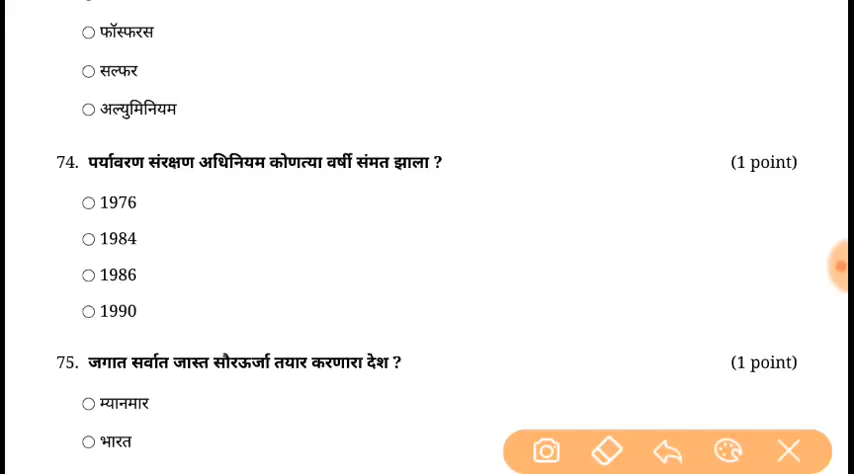 फॉस्फरस
सल्फर
अल्युमिनियम
74. पर्यावरण संरक्षण अधिनियम कोणत्या वर्षी संमत झाला ? (1 point)
1976
1984
1986
1990
75. जगात सर्वात जास्त सौरऊर्जा तयार करणारा देश ? (1 point)
म्यानमार
भारत